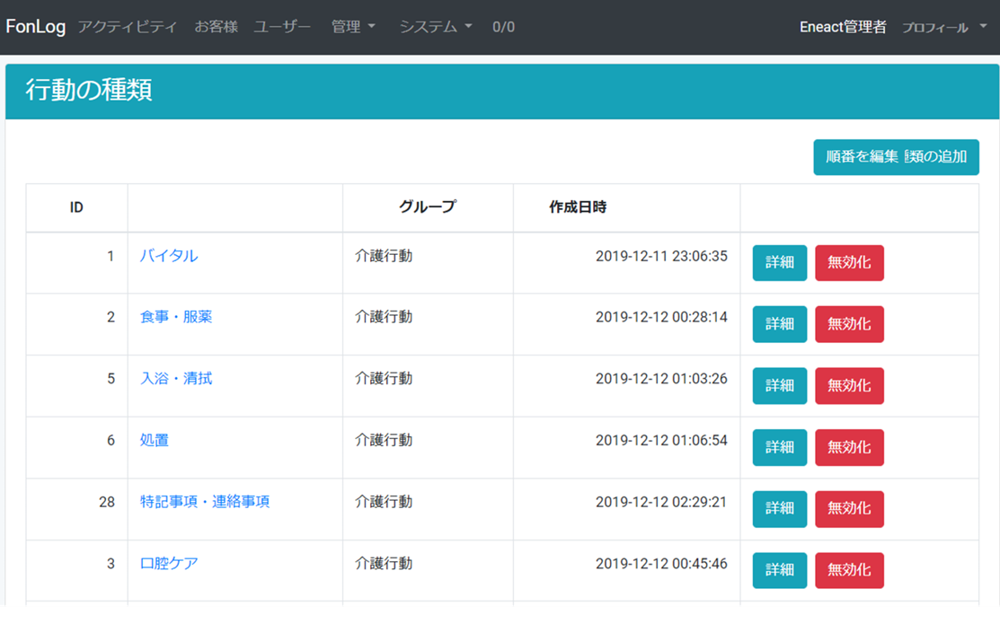 FonLog アクティビティ お客様 ユーザー 管理 システム 0/0 Eneact管理者 プロフィール
行動の種類
順番を編集 類の追加
ID グループ 作成日時
1 バイタル 介護行動 2019-12-11 23:06:35 詳細 無効化
2 食事・服薬 介護行動 2019-12-12 00:28:14 詳細 無効化
5 入浴・清拭 介護行動 2019-12-12 01:03:26 詳細 無効化
6 処置 介護行動 2019-12-12 01:06:54 詳細 無効化
28 特記事項・連絡事項 介護行動 2019-12-12 02:29:21 詳細 無効化
3 口腔ケア 介護行動 2019-12-12 00:45:46 詳細 無効化